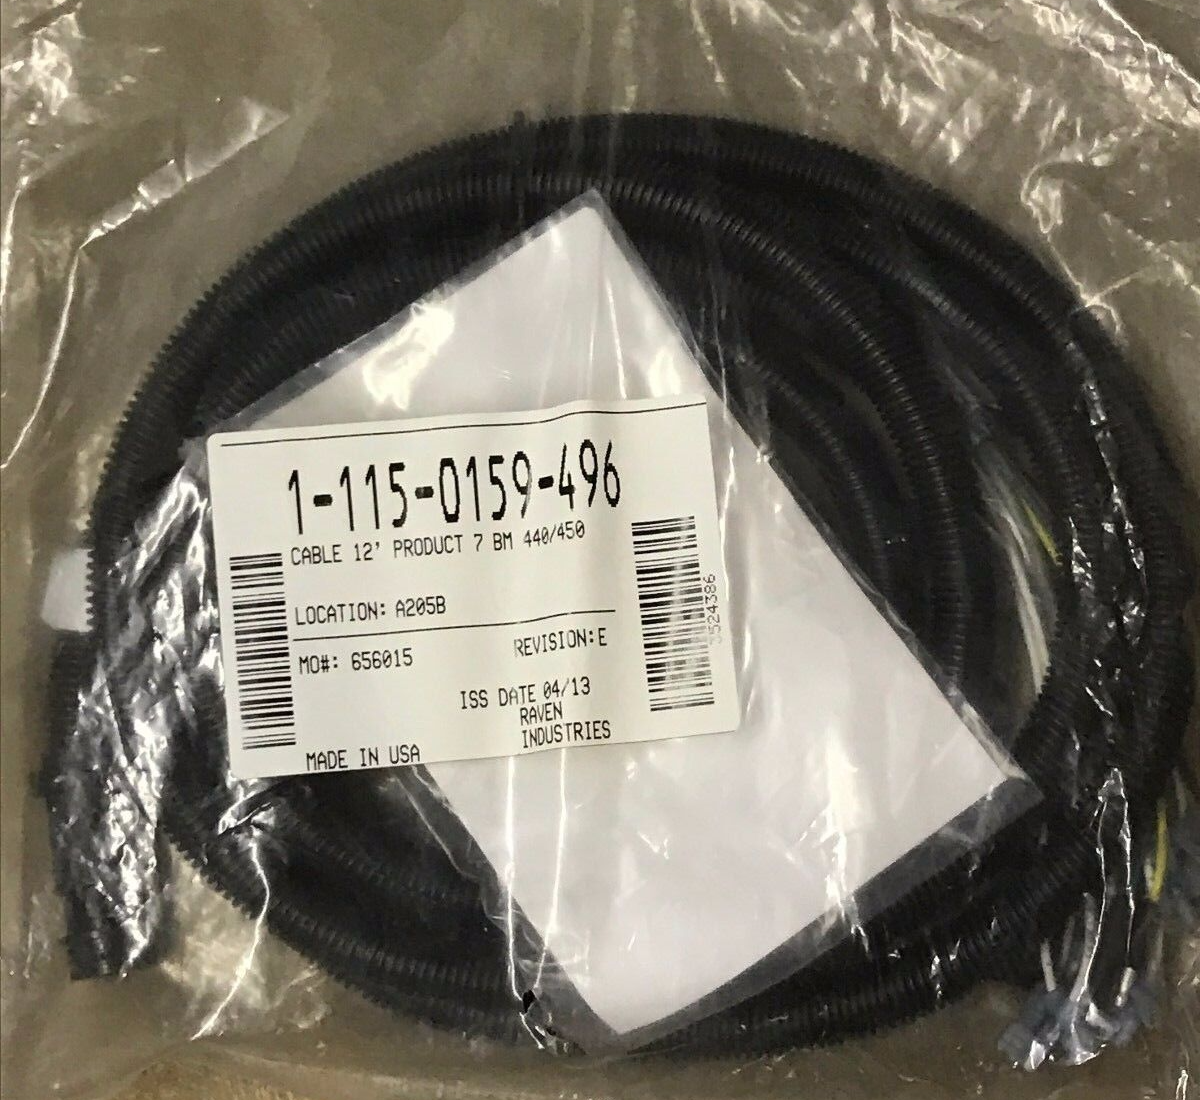 1-115-0159-496
CABLE 12' PRODUCT 7 BM 440/450
LOCATION: A205B
MO#: 656015
REVISION:E
ISS DATE 04/13
RAVEN
INDUSTRIES
MADE IN USA
3524386